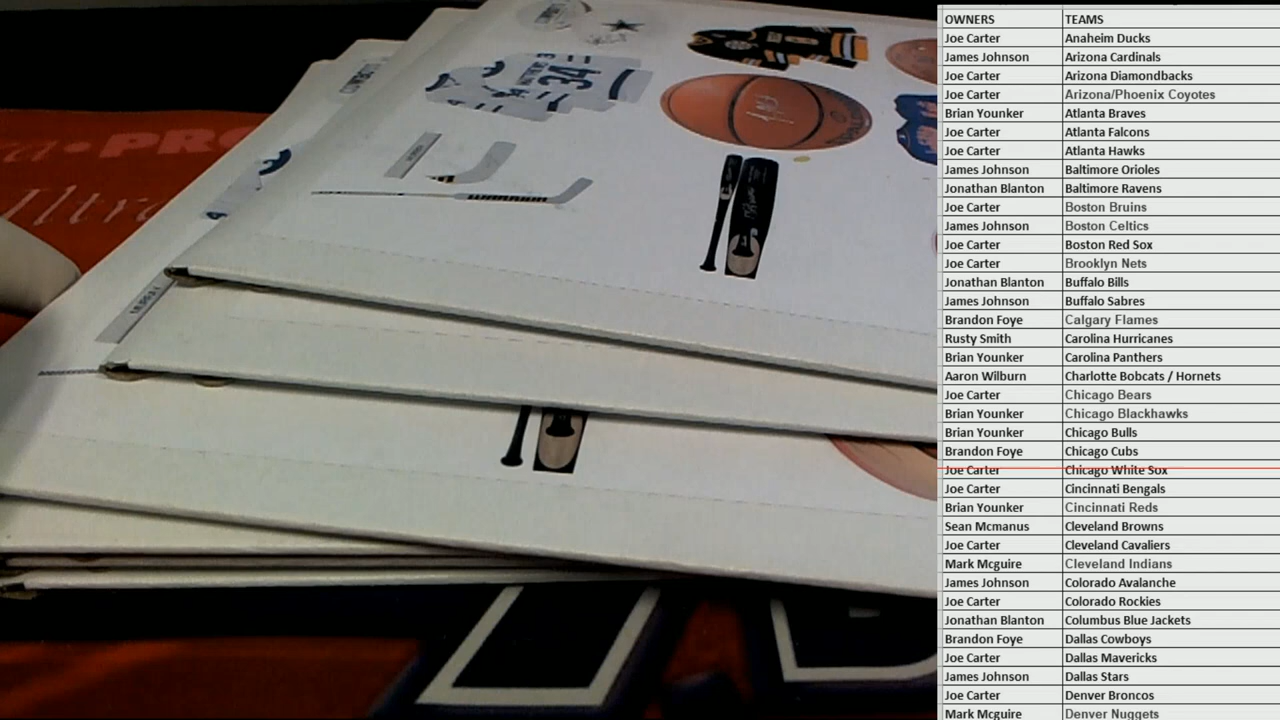 OWNERS TEAMS
Joe Carter Anaheim Ducks
James Johnson Arizona Cardinals
Joe Carter Arizona Diamondbacks
Joe Carter Arizona/Phoenix Coyotes
Brian Younker Atlanta Braves
Joe Carter Atlanta Falcons
Joe Carter Atlanta Hawks
James Johnson Baltimore Orioles
Jonathan Blanton Baltimore Ravens
Joe Carter Boston Bruins
James Johnson Boston Celtics
Joe Carter Boston Red Sox
Joe Carter Brooklyn Nets
Jonathan Blanton Buffalo Bills
James Johnson Buffalo Sabres
Brandon Foye Calgary Flames
Rusty Smith Carolina Hurricanes
Brian Younker Carolina Panthers
Aaron Wilburn Charlotte Bobcats / Hornets
Joe Carter Chicago Bears
Brian Younker Chicago Blackhawks
Brian Younker Chicago Bulls
Brandon Foye Chicago Cubs
Joe Carter Chicago White Sox
Joe Carter Cincinnati Bengals
Brian Younker Cincinnati Reds
Sean Mcmanus Cleveland Browns
Joe Carter Cleveland Cavaliers
Mark Mcguire Cleveland Indians
James Johnson Colorado Avalanche
Joe Carter Colorado Rockies
Jonathan Blanton Columbus Blue Jackets
Brandon Foye Dallas Cowboys
Joe Carter Dallas Mavericks
James Johnson Dallas Stars
Joe Carter Denver Broncos
Mark Mcguire Denver Nuggets
34
WARRIOR
PRO